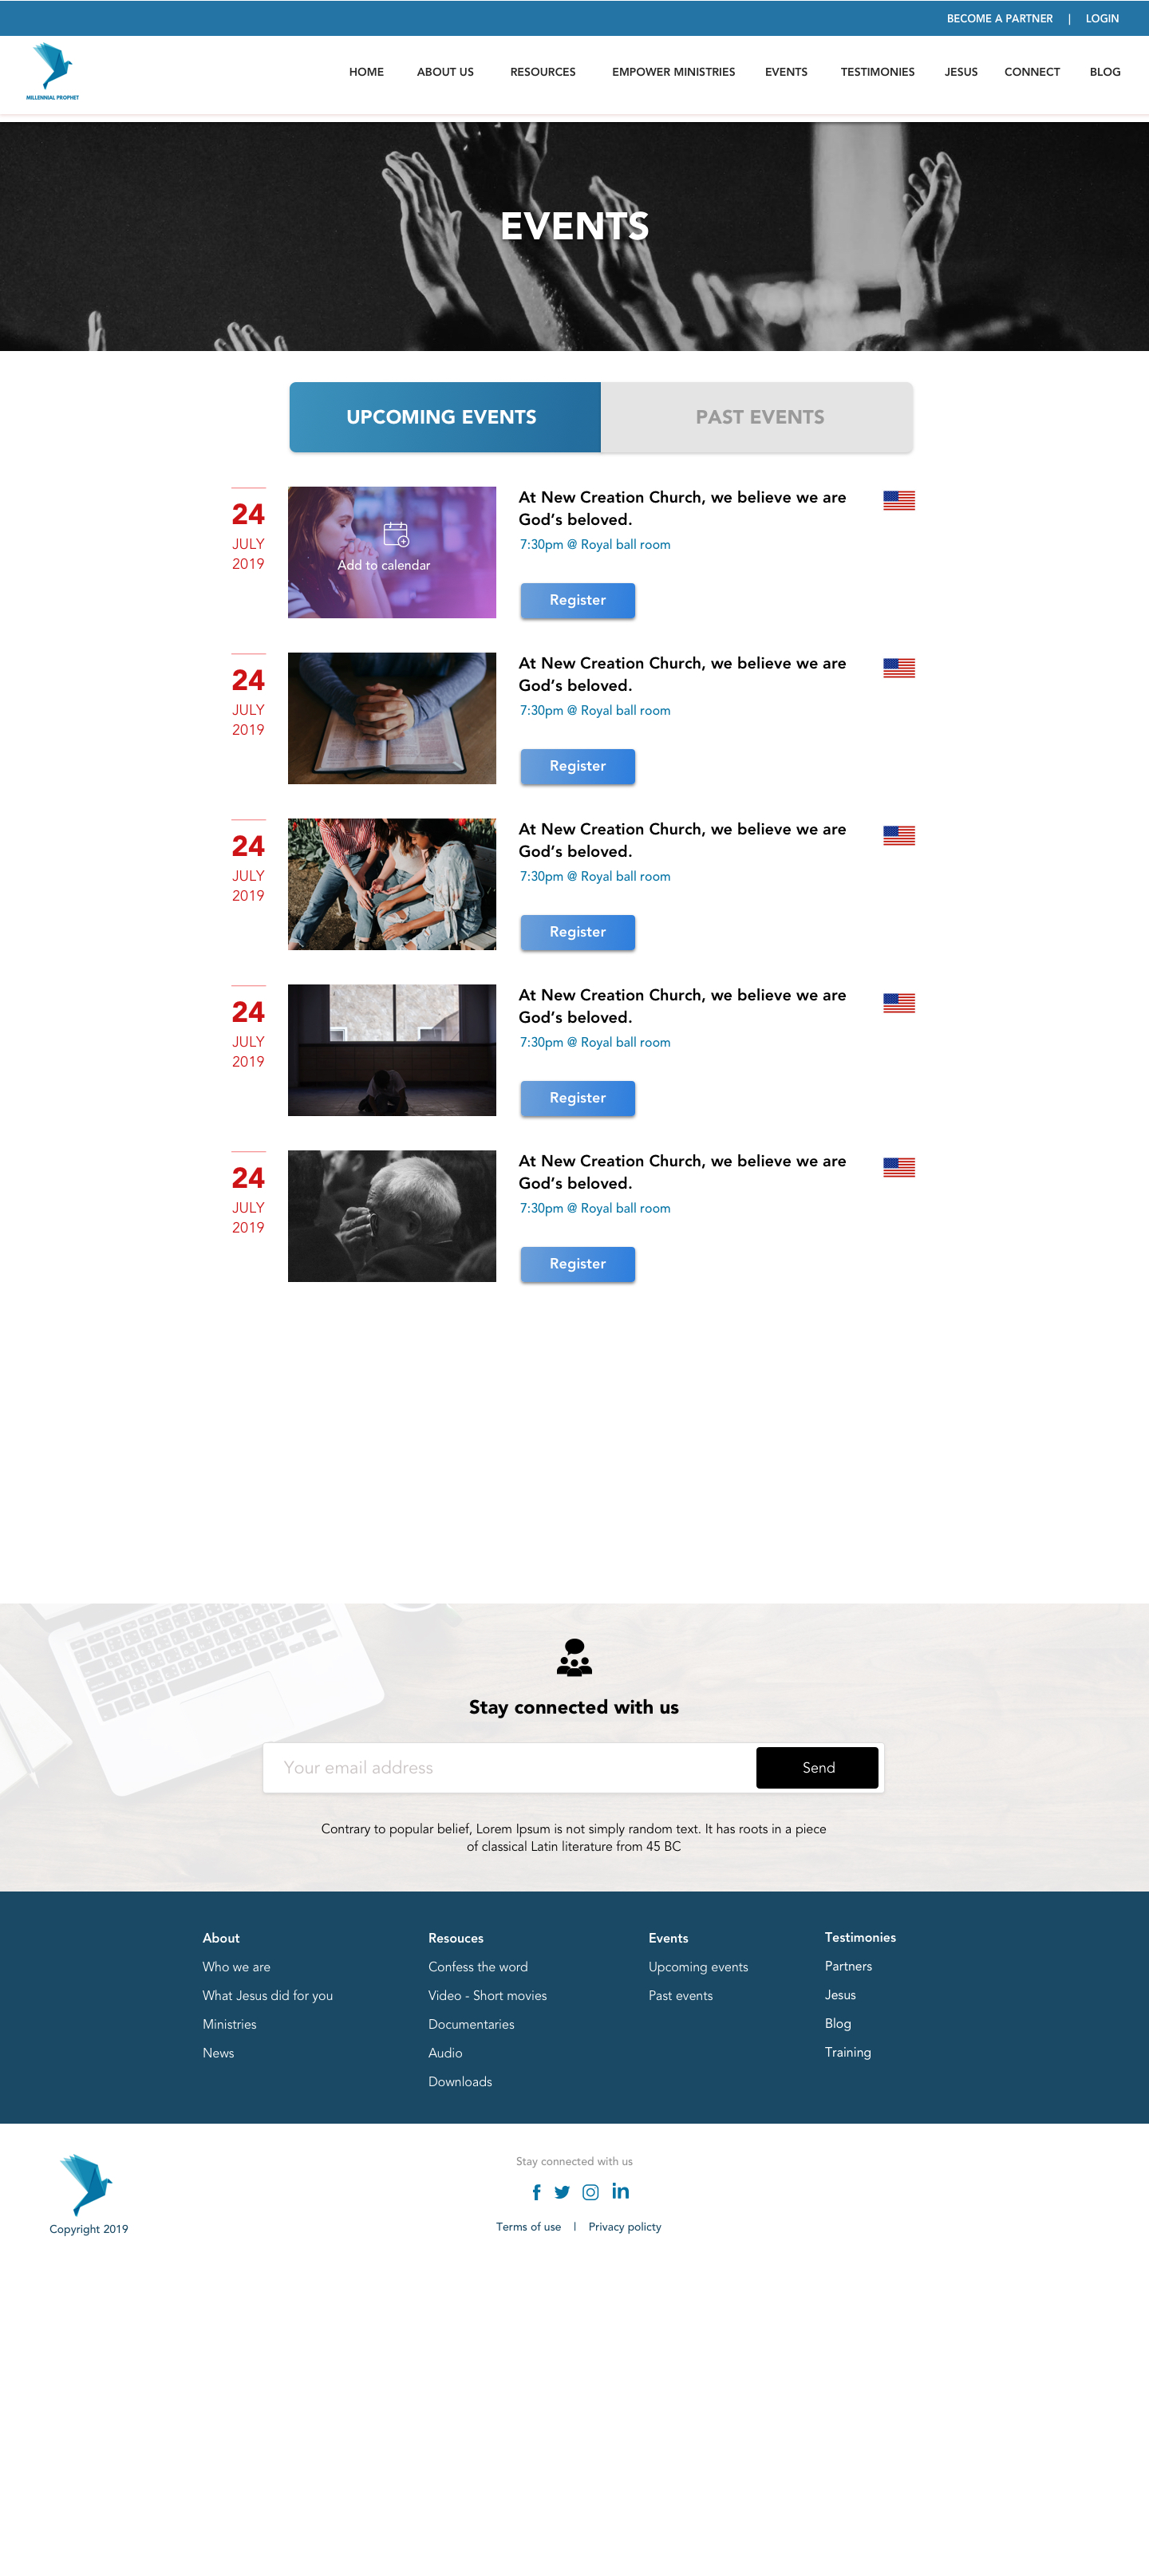 BECOME A PARTNER | LOGIN
MILLENNIAL PROPHET
HOME ABOUT US RESOURCES EMPOWER MINISTRIES EVENTS TESTIMONIES JESUS CONNECT BLOG
EVENTS
UPCOMING EVENTS PAST EVENTS
24
JULY
2019
Add to calendar
At New Creation Church, we believe we are
God’s beloved.
7:30pm @ Royal ball room
Register
24
JULY
2019
At New Creation Church, we believe we are
God’s beloved.
7:30pm @ Royal ball room
Register
24
JULY
2019
At New Creation Church, we believe we are
God’s beloved.
7:30pm @ Royal ball room
Register
24
JULY
2019
At New Creation Church, we believe we are
God’s beloved.
7:30pm @ Royal ball room
Register
24
JULY
2019
At New Creation Church, we believe we are
God’s beloved.
7:30pm @ Royal ball room
Register
Stay connected with us
Your email address
Send
Contrary to popular belief, Lorem Ipsum is not simply random text. It has roots in a piece
of classical Latin literature from 45 BC
About
Who we are
What Jesus did for you
Ministries
News
Resouces
Confess the word
Video - Short movies
Documentaries
Audio
Downloads
Events
Upcoming events
Past events
Testimonies
Partners
Jesus
Blog
Training
Copyright 2019
Stay connected with us
Terms of use | Privacy policty